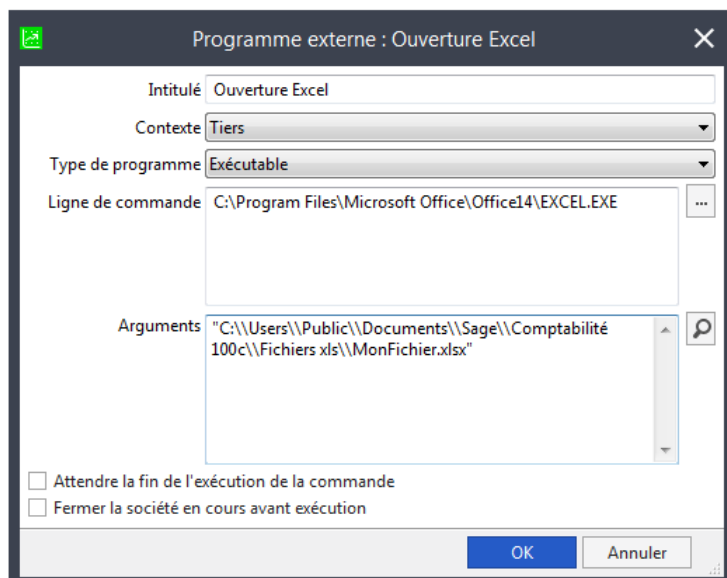 Programme externe : Ouverture Excel
Intitulé Ouverture Excel
Contexte Tiers
Type de programme Exécutable
Ligne de commande C:\Program Files\Microsoft Office\Office14\EXCEL.EXE
...
Arguments "C:\\Users\\Public\\Documents\\Sage\\Comptabilité
100c\\Fichiers xls\\MonFichier.xlsx"
Attendre la fin de l'exécution de la commande
Fermer la société en cours avant exécution
OK Annuler